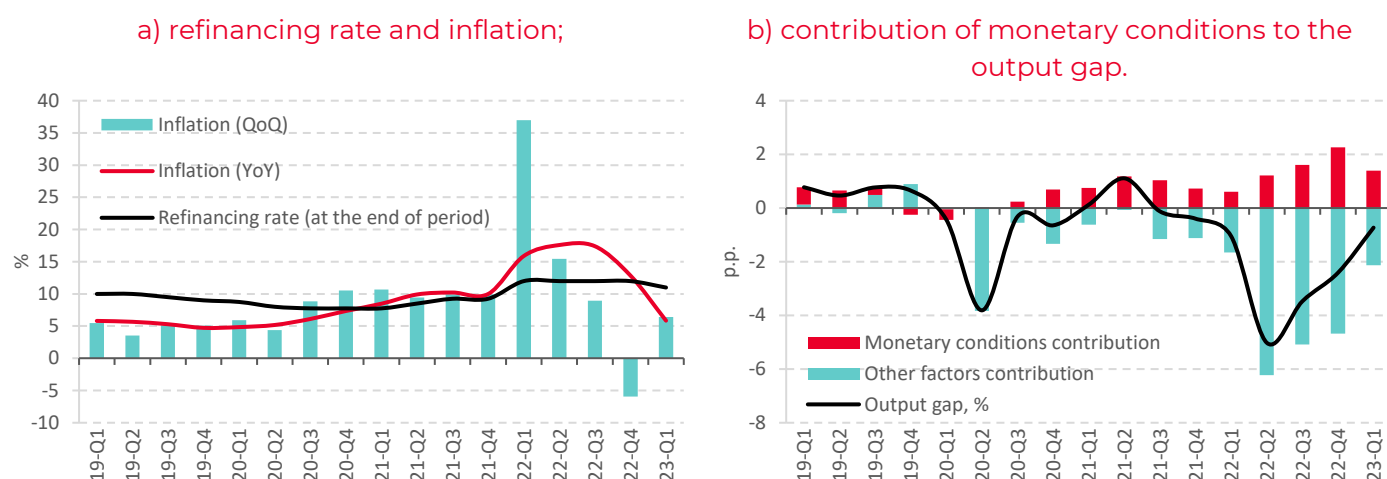 a) refinancing rate and inflation;
40
35
30
25
20
15
10
5
0
-5
-10
%
Inflation (QoQ)
Inflation (YoY)
Refinancing rate (at the end of period)
19-Q1
19-Q2
19-Q3
19-Q4
20-Q1
20-Q2
20-Q3
20-Q4
21-Q1
21-Q2
21-Q3
21-Q4
22-Q1
22-Q2
22-Q3
22-Q4
23-Q1
b) contribution of monetary conditions to the
output gap.
4
2
0
-2
-4
-6
-8
p.p.
Monetary conditions contribution
Other factors contribution
Output gap, %
19-Q1
19-Q2
19-Q3
19-Q4
20-Q1
20-Q2
20-Q3
20-Q4
21-Q1
21-Q2
21-Q3
21-Q4
22-Q1
22-Q2
22-Q3
22-Q4
23-Q1